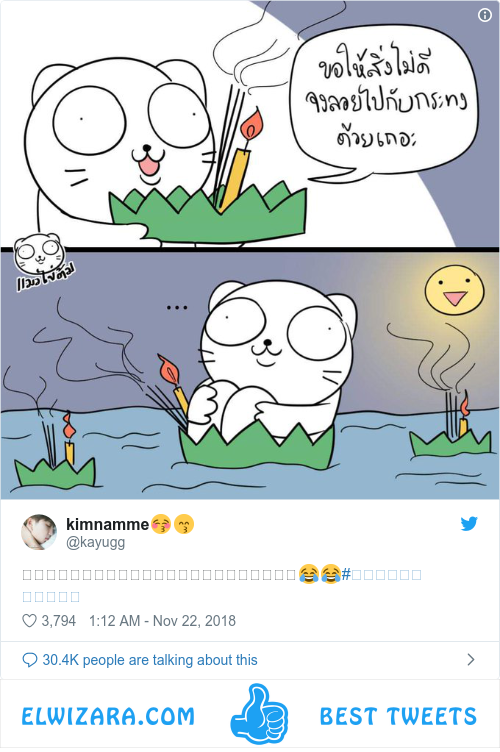 ขอให้สิ่งไม่ดี
จงลอยไปกับกระทง
ด้วยเถอะ
แมวไข่ต้ม
...
kimnamme😚😙
@kayugg
😂😂#
3,794 1:12 AM - Nov 22, 2018
30.4K people are talking about this
ELWIZARA.COM BEST TWEETS